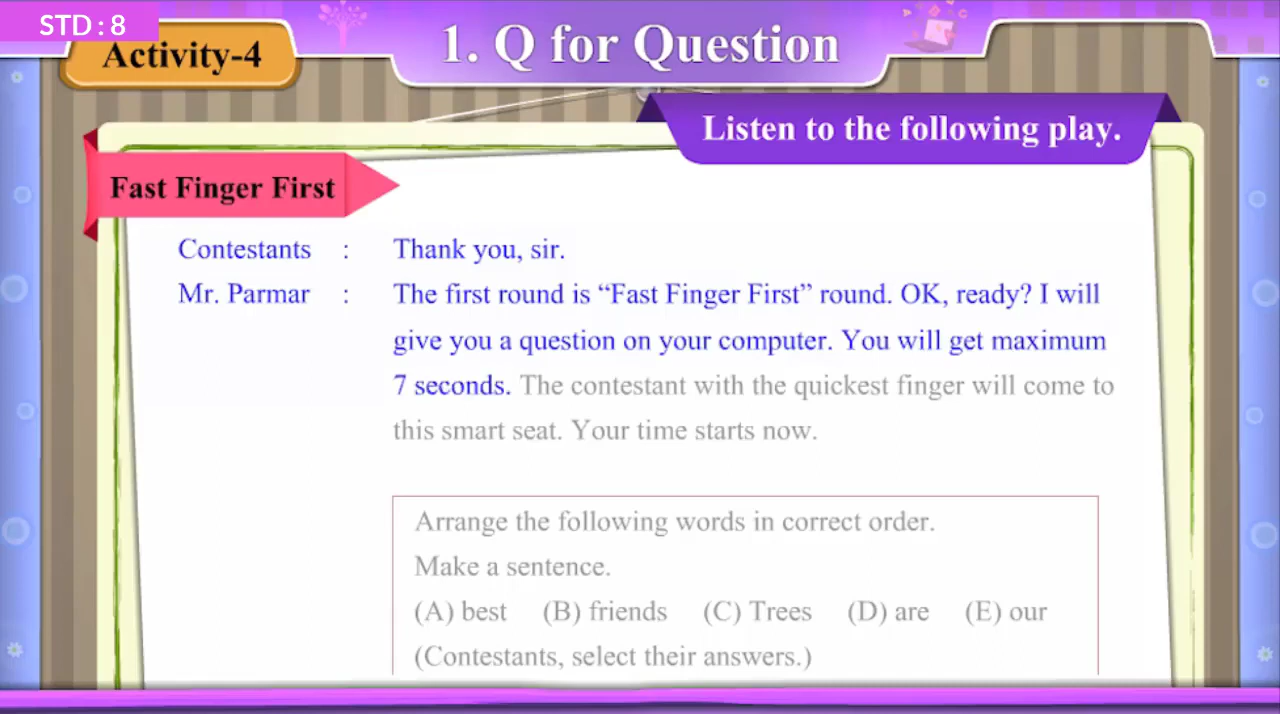 STD : 8
Activity-4
1. Q for Question
Listen to the following play.
Fast Finger First
Contestants : Thank you, sir.
Mr. Parmar : The first round is “Fast Finger First” round. OK, ready? I will
give you a question on your computer. You will get maximum
7 seconds. The contestant with the quickest finger will come to
this smart seat. Your time starts now.
Arrange the following words in correct order.
Make a sentence.
(A) best (B) friends (C) Trees (D) are (E) our
(Contestants, select their answers.)